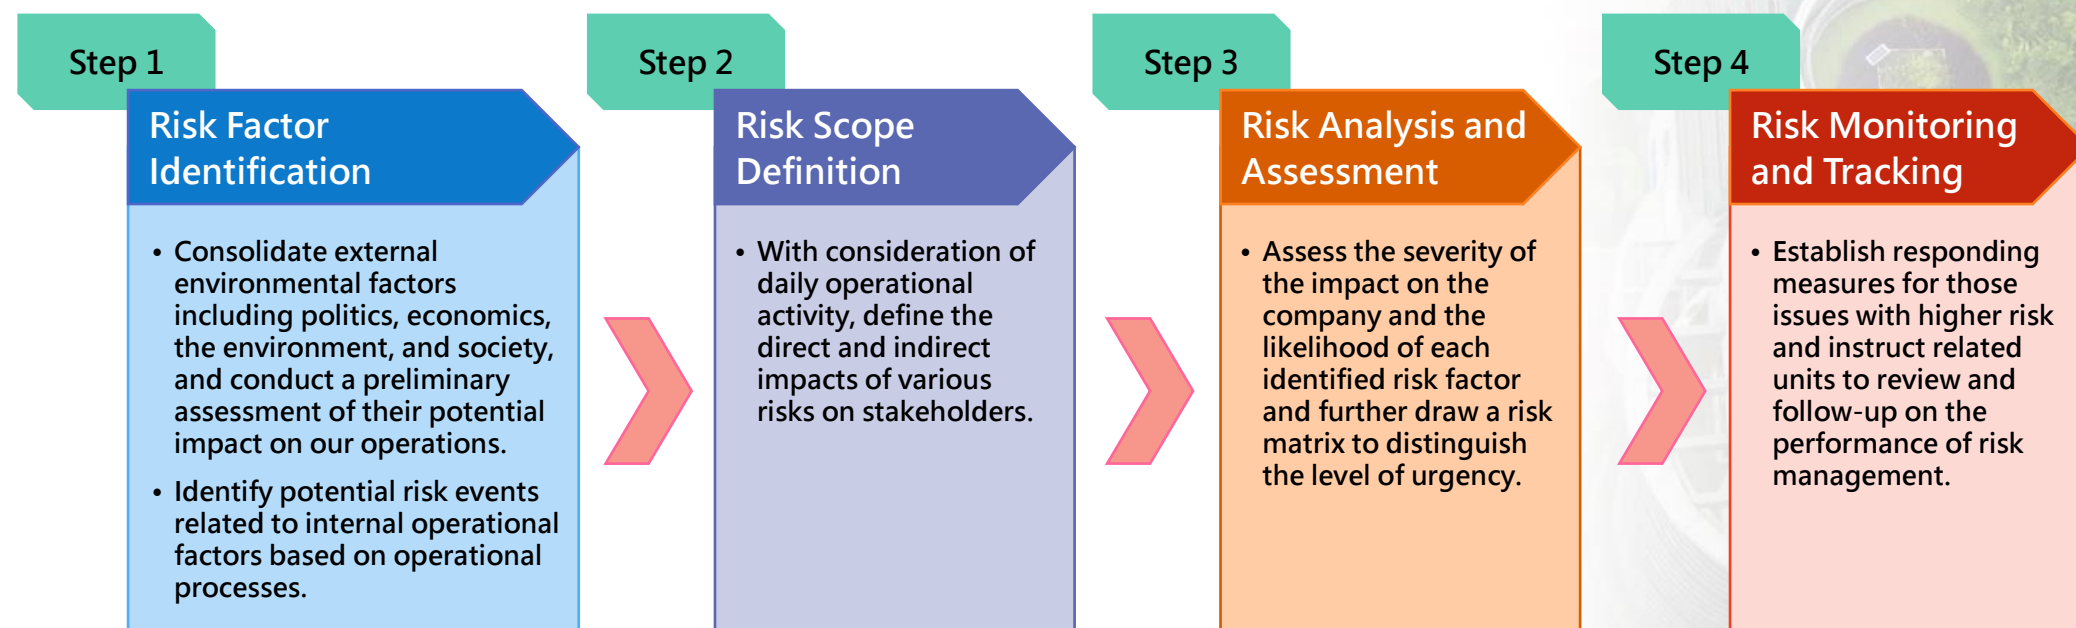 Step 1
Risk Factor
Identification
• Consolidate external
environmental factors
including politics, economics,
the environment, and society,
and conduct a preliminary
assessment of their potential
impact on our operations.
• Identify potential risk events
related to internal operational
factors based on operational
processes.
Step 2
Risk Scope
Definition
• With consideration of
daily operational
activity, define the
direct and indirect
impacts of various
risks on stakeholders.
Step 3
Risk Analysis and
Assessment
• Assess the severity of
the impact on the
company and the
likelihood of each
identified risk factor
and further draw a risk
matrix to distinguish
the level of urgency.
Step 4
Risk Monitoring
and Tracking
• Establish responding
measures for those
issues with higher risk
and instruct related
units to review and
follow-up on the
performance of risk
management.